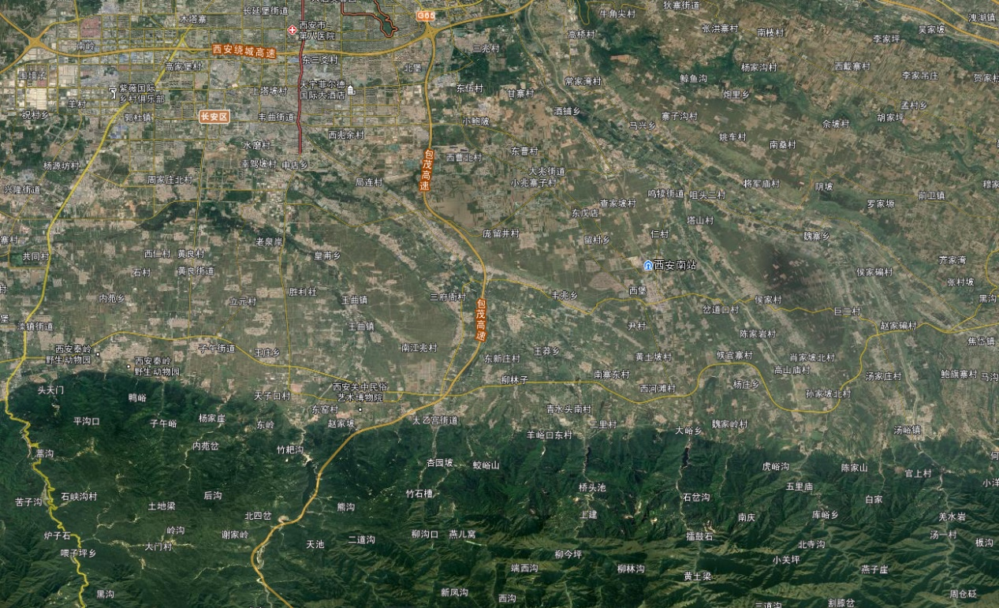 长延堡街道
狄寨街道
木塔寨
牛角尖村
洩湖镇
G65
西安市
第八医院
张洪寨村
吴家坡
高桥村
南枝村
李家坪
南岭
西安绕城高速
三兆村
东三爻村
高家堡村
北堡
杨家沟村
西戴寨村
李家吊庄
贺家村
鲸鱼沟
常家湾村
紫薇国际
乡村俱乐部
上塔坡村
天宇菲尔德
国际大酒店
东伍村
甘寨村
炮里乡
羊村
孟村乡
祝村乡
郭杜镇
长安区
韦曲街道
酒铺乡
寨子沟村
胡家坪
小鲍陂
马兴乡
余坡村
西兆余村
姚车村
水磨村
南桑村
东曹村
包茂高速
西曹北村
杨源坊村
幸驾坡村
申店乡
大兆街道
周家庄北村
局连村
小兆寨子村
将军庙村
阴坡
兴隆街道
鸣犊街道
咀头二村
前卫镇
查家坡村
罗家塬
东戊店
塔山村
庞留井村
仁村
魏寨乡
寨村
老泉岸
留村乡
共同村
西仁村
黄良村
皇甫乡
齐家湾
西安南站
石村
黄良街道
侯家碥村
张村坡
胜利社
西堡
内苑乡
立元村
王曲镇
三府衙村
丰兆乡
侯家村
黑沟
包茂高速
岔道口村
巨二村
滦镇街道
王曲镇
尹村
赵家碥村
陈家岩村
焦岱镇
西安秦岭
野生动物园
子午街道
王庄乡
南江兆村
王莽乡
西安秦岭
野生动物园
东新庄村
黄土坡村
候官寨村
肖家坡北村
高山庙村
南寨东村
汤家庄村
鲍旗寨村
马沟
头天门
柳林子
西河滩村
杨庄乡
西安关中民俗
艺术博物院
孙家坡北村
鸭峪
天子口村
东窑村
青水头南村
平沟口
子午峪
杨家崖
东岭
赵家坡
太乙宫街道
二里村
魏家岭村
羊峪口东村
大峪乡
汤峪镇
蒿沟
内苑岔
竹耙沟
杏园坡
蛟峪山
虎峪沟
陈家山
官上村
五里庙
桥头池
竹石槽
石峡沟村
后沟
石岔沟
白家
苦子沟
土地梁
北四岔
熊沟
上建
南庆
库峪乡
羌水岩
岭沟
炉子石
谢家岭
柳沟口
燕儿窝
擂鼓石
汤一村
板沟
大门村
天池
二道沟
北寺沟
喂子坪乡
柳今坪
小关坪
端西沟
柳林沟
燕子崖
黄土梁
黑沟
新凤沟
西沟
周仓砭
三道沟
割膝岔